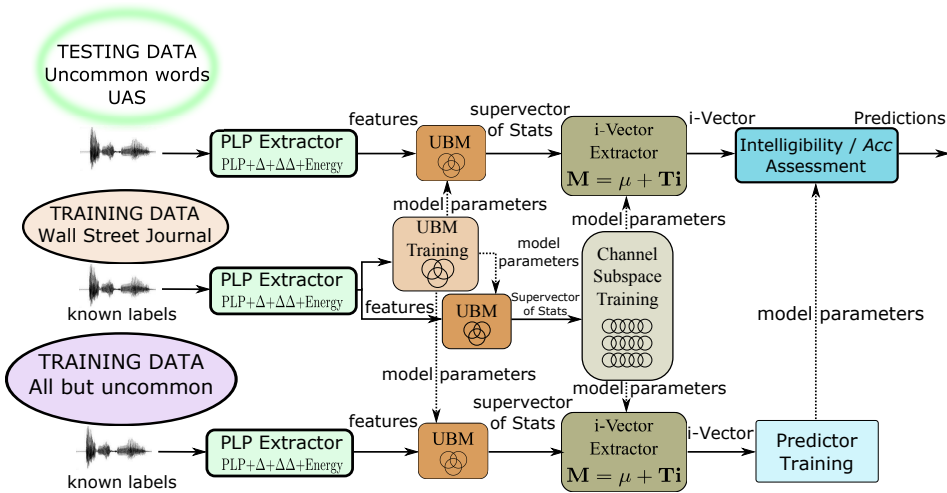 TESTING DATA
Uncommon words
UAS
PLP Extractor
PLP+Δ+ΔΔ+Energy
features
UBM
supervector
of Stats
i-Vector
Extractor
M = μ + Ti
i-Vector
Intelligibility / Acc
Assessment
Predictions
TRAINING DATA
Wall Street Journal
known labels
PLP Extractor
PLP+Δ+ΔΔ+Energy
model parameters
UBM
Training
features
model
parameters
UBM
Supervector
of Stats
model parameters
Channel
Subspace
Training
model parameters
TRAINING DATA
All but uncommon
known labels
PLP Extractor
PLP+Δ+ΔΔ+Energy
features
model parameters
UBM
supervector
of Stats
model parameters
i-Vector
Extractor
M = μ + Ti
i-Vector
Predictor
Training